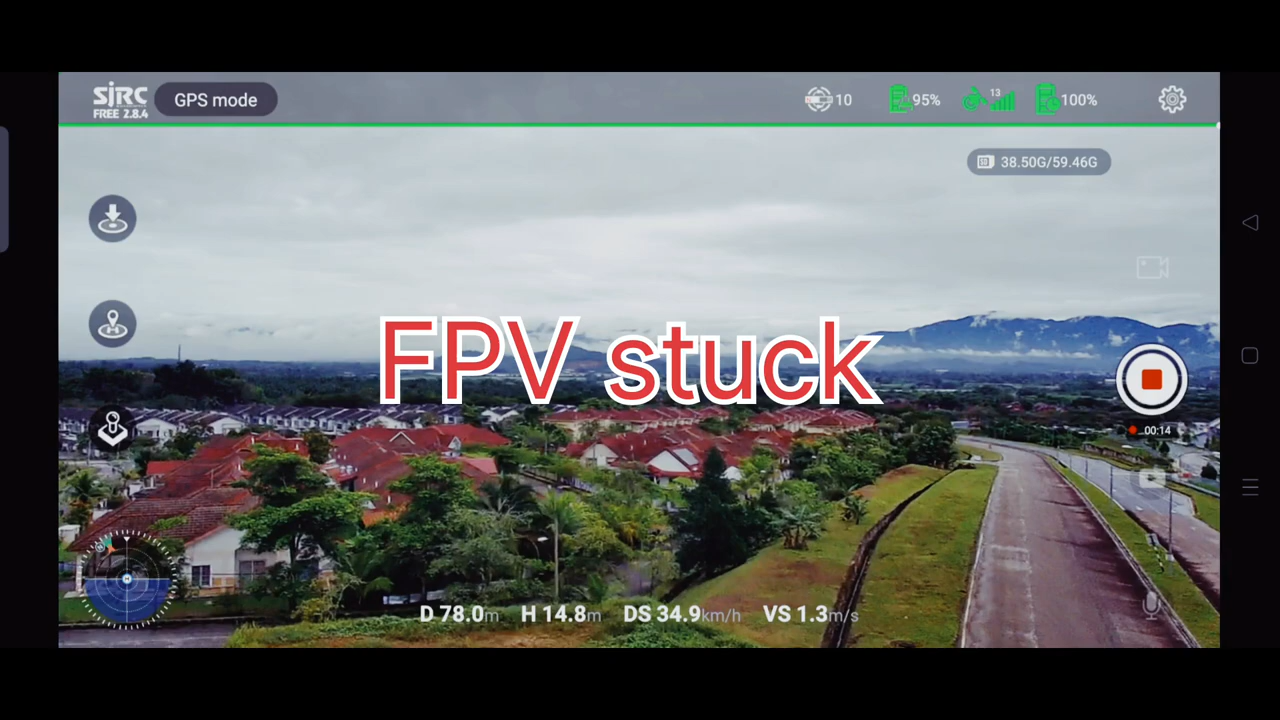 SJRC
FREE 2.8.4
GPS mode
10
95%
13
100%
SD 38.50G/59.46G
FPV stuck
00:14
D 78.0m H 14.8m DS 34.9km/h VS 1.3m/s